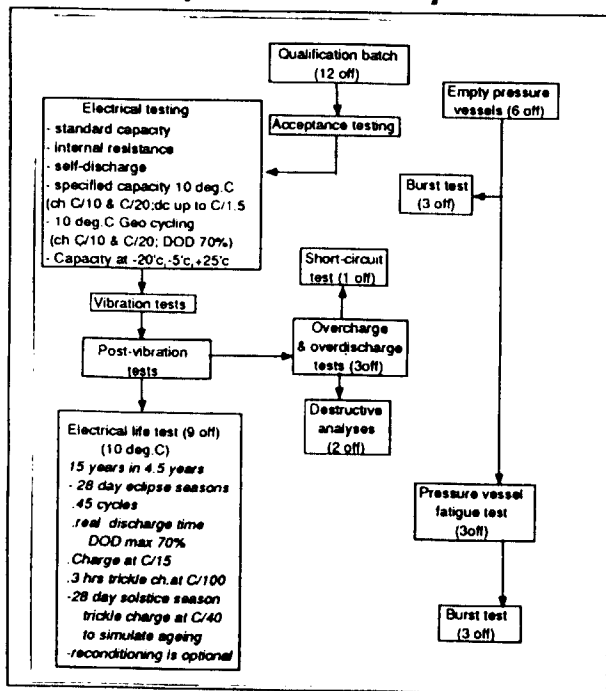 Qualification batch
(12 off)
Acceptance testing
Electrical testing
- standard capacity
- internal resistance
- self-discharge
- specified capacity 10 deg.C
(ch C/10 & C/20;dc up to C/1.5
- 10 deg.C Geo cycling
(ch C/10 & C/20; DOD 70%)
- Capacity at -20'c,-5'c,+25'c
Vibration tests
Post-vibration
tests
Short-circuit
test (1 off)
Overcharge
& overdischarge
tests (3off)
Destructive
analyses
(2 off)
Electrical life test (9 off)
(10 deg.C)
15 years in 4.5 years
- 28 day eclipse seasons
.45 cycles
.real discharge time
DOD max 70%
.Charge at C/15
.3 hrs trickle ch.at C/100
-28 day solstice season
trickle charge at C/40
to simulate ageing
-reconditioning is optional
Empty pressure
vessels (6 off)
Burst test
(3 off)
Pressure vessel
fatigue test
(3off)
Burst test
(3 off)